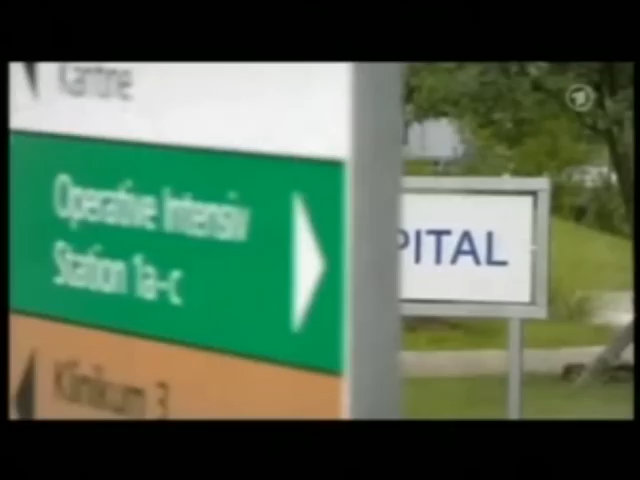 Kantine
Operative Intensiv
Station 1a-c
Klinikum 3
PITAL